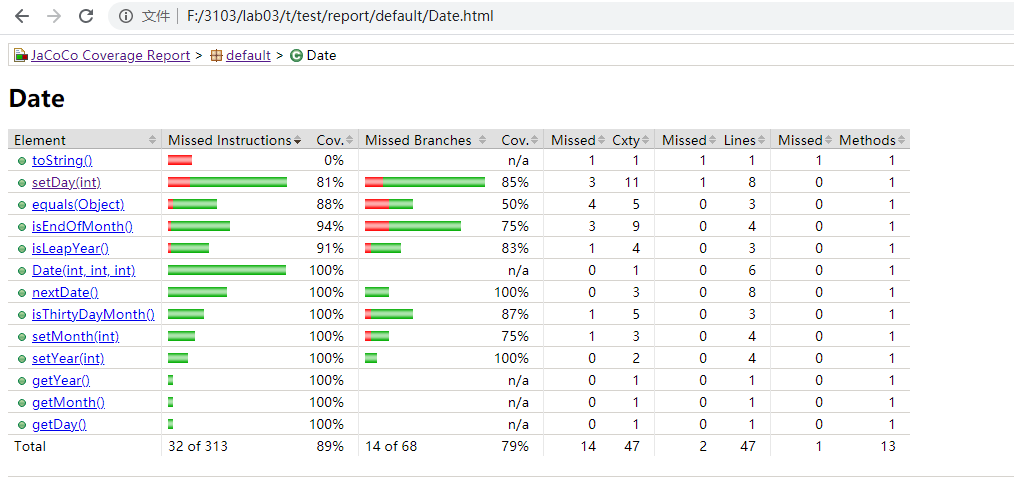 文件 F:/3103/lab03/t/test/report/default/Date.html
JaCoCo Coverage Report > default > Date
Date
Element Missed Instructions Cov. Missed Branches Cov. Missed Cxty Missed Lines Missed Methods
toString() 0% n/a 1 1 1 1 1 1
setDay(int) 81% 85% 3 11 1 8 0 1
equals(Object) 88% 50% 4 5 0 3 0 1
isEndOfMonth() 94% 75% 3 9 0 4 0 1
isLeapYear() 91% 83% 1 4 0 3 0 1
Date(int, int, int) 100% n/a 0 1 0 6 0 1
nextDate() 100% 100% 0 3 0 8 0 1
isThirtyDayMonth() 100% 87% 1 5 0 3 0 1
setMonth(int) 100% 75% 1 3 0 4 0 1
setYear(int) 100% 100% 0 2 0 4 0 1
getYear() 100% n/a 0 1 0 1 0 1
getMonth() 100% n/a 0 1 0 1 0 1
getDay() 100% n/a 0 1 0 1 0 1
Total 32 of 313 89% 14 of 68 79% 14 47 2 47 1 13